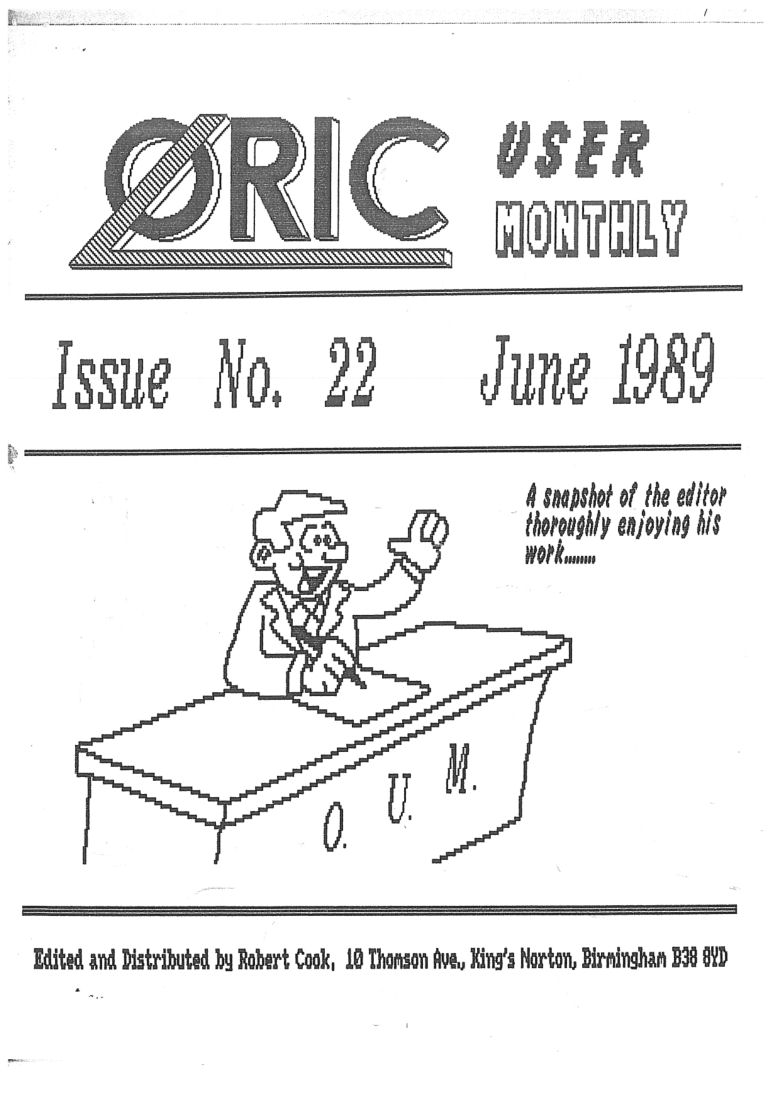 ORIC USER
MONTHLY
Issue No. 22 June 1989
A snapshot of the editor
thoroughly enjoying his
work........
O. U. M.
Edited and Distributed by Robert Cook, 10 Thomson Ave., King's Norton, Birmingham B38 8YD